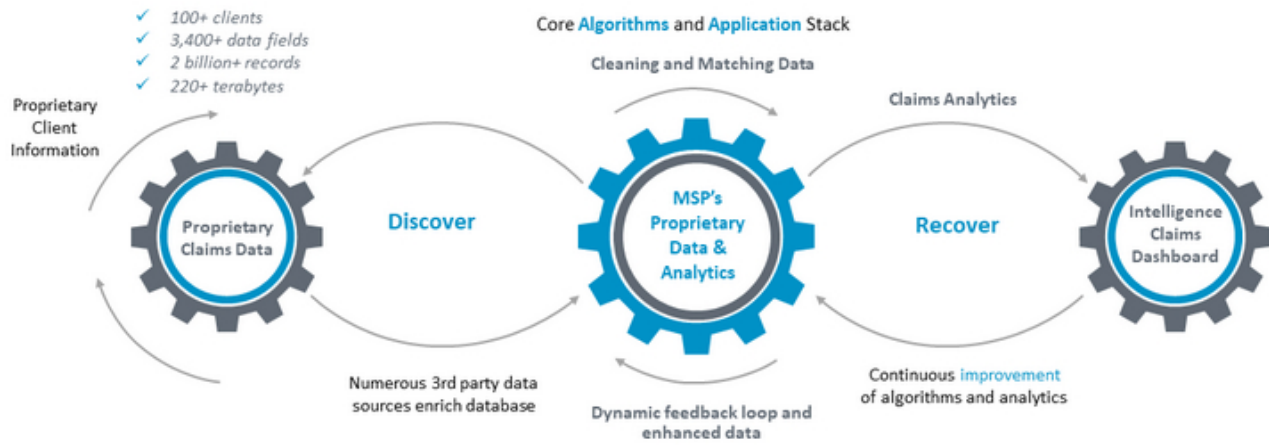 100+ clients
3,400+ data fields
2 billion+ records
220+ terabytes
Proprietary
Client
Information
Proprietary
Claims Data
Discover
Numerous 3rd party data
sources enrich database
Core Algorithms and Application Stack
Cleaning and Matching Data
MSP's
Proprietary
Data &
Analytics
Dynamic feedback loop and
enhanced data
Claims Analytics
Recover
Continuous improvement
of algorithms and analytics
Intelligence
Claims
Dashboard